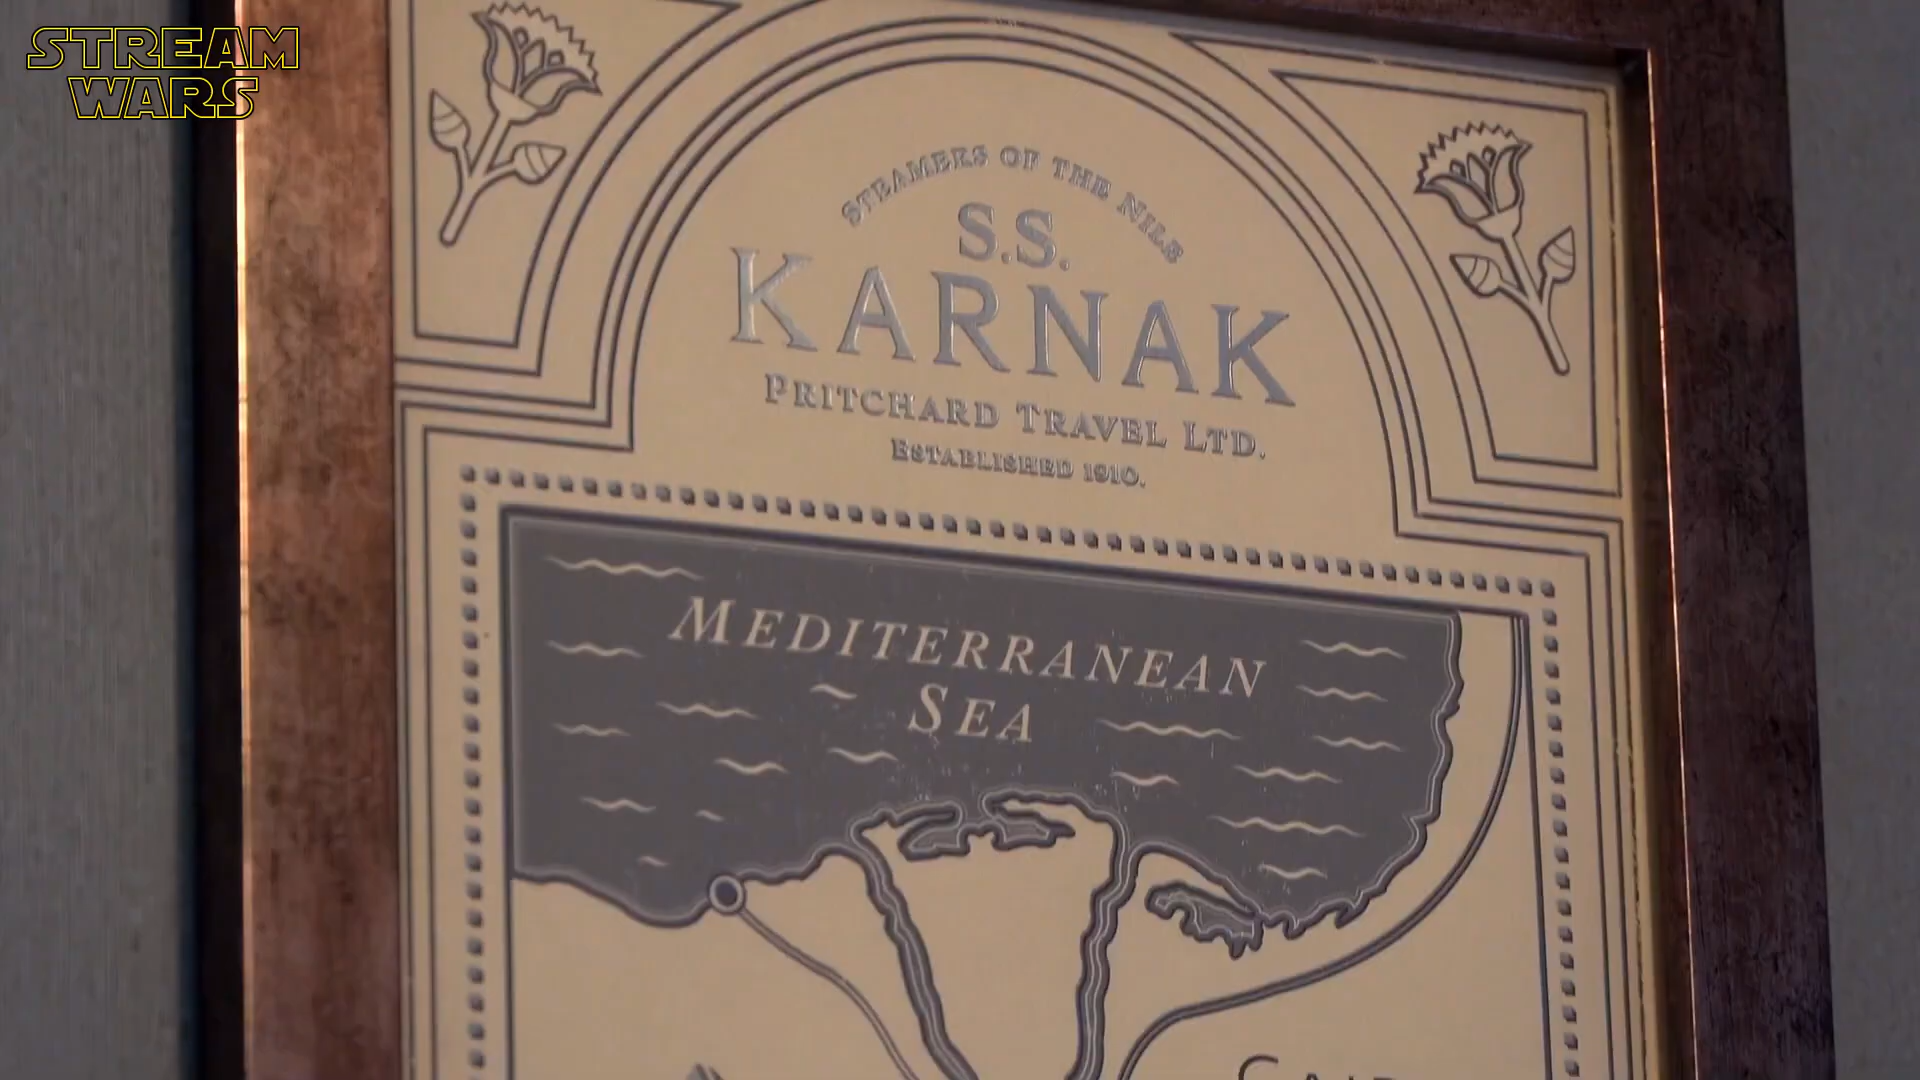 STREAM
WARS
STEAMERS OF THE NILE
S.S.
KARNAK
PRITCHARD TRAVEL LTD.
ESTABLISHED 1910.
MEDITERRANEAN
SEA